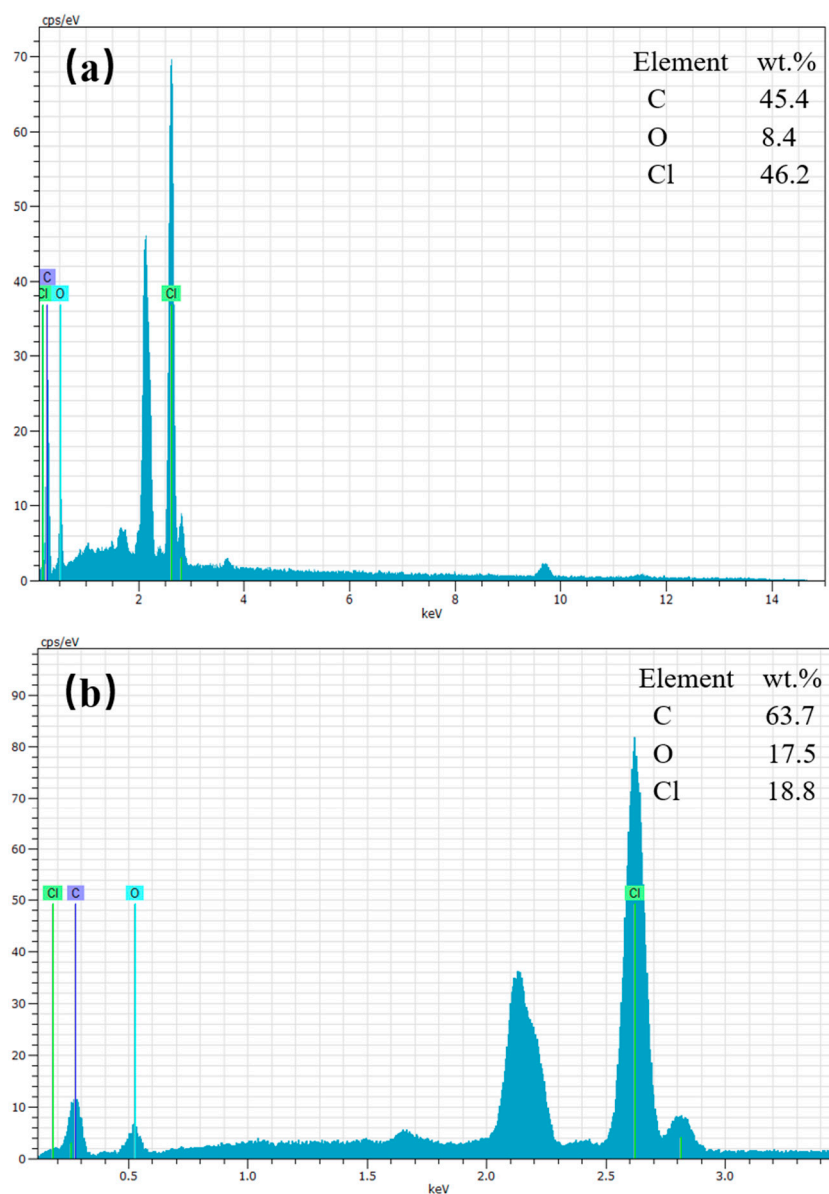 cps/eV
(a)
Element wt.%
C 45.4
O 8.4
Cl 46.2
70
60
50
40
30
20
10
0
C
Cl O Cl
2 4 6 8 10 12 14
keV
cps/eV
(b)
Element wt.%
C 63.7
O 17.5
Cl 18.8
90
80
70
60
50
40
30
20
10
0
Cl C O Cl
0.5 1.0 1.5 2.0 2.5 3.0
keV